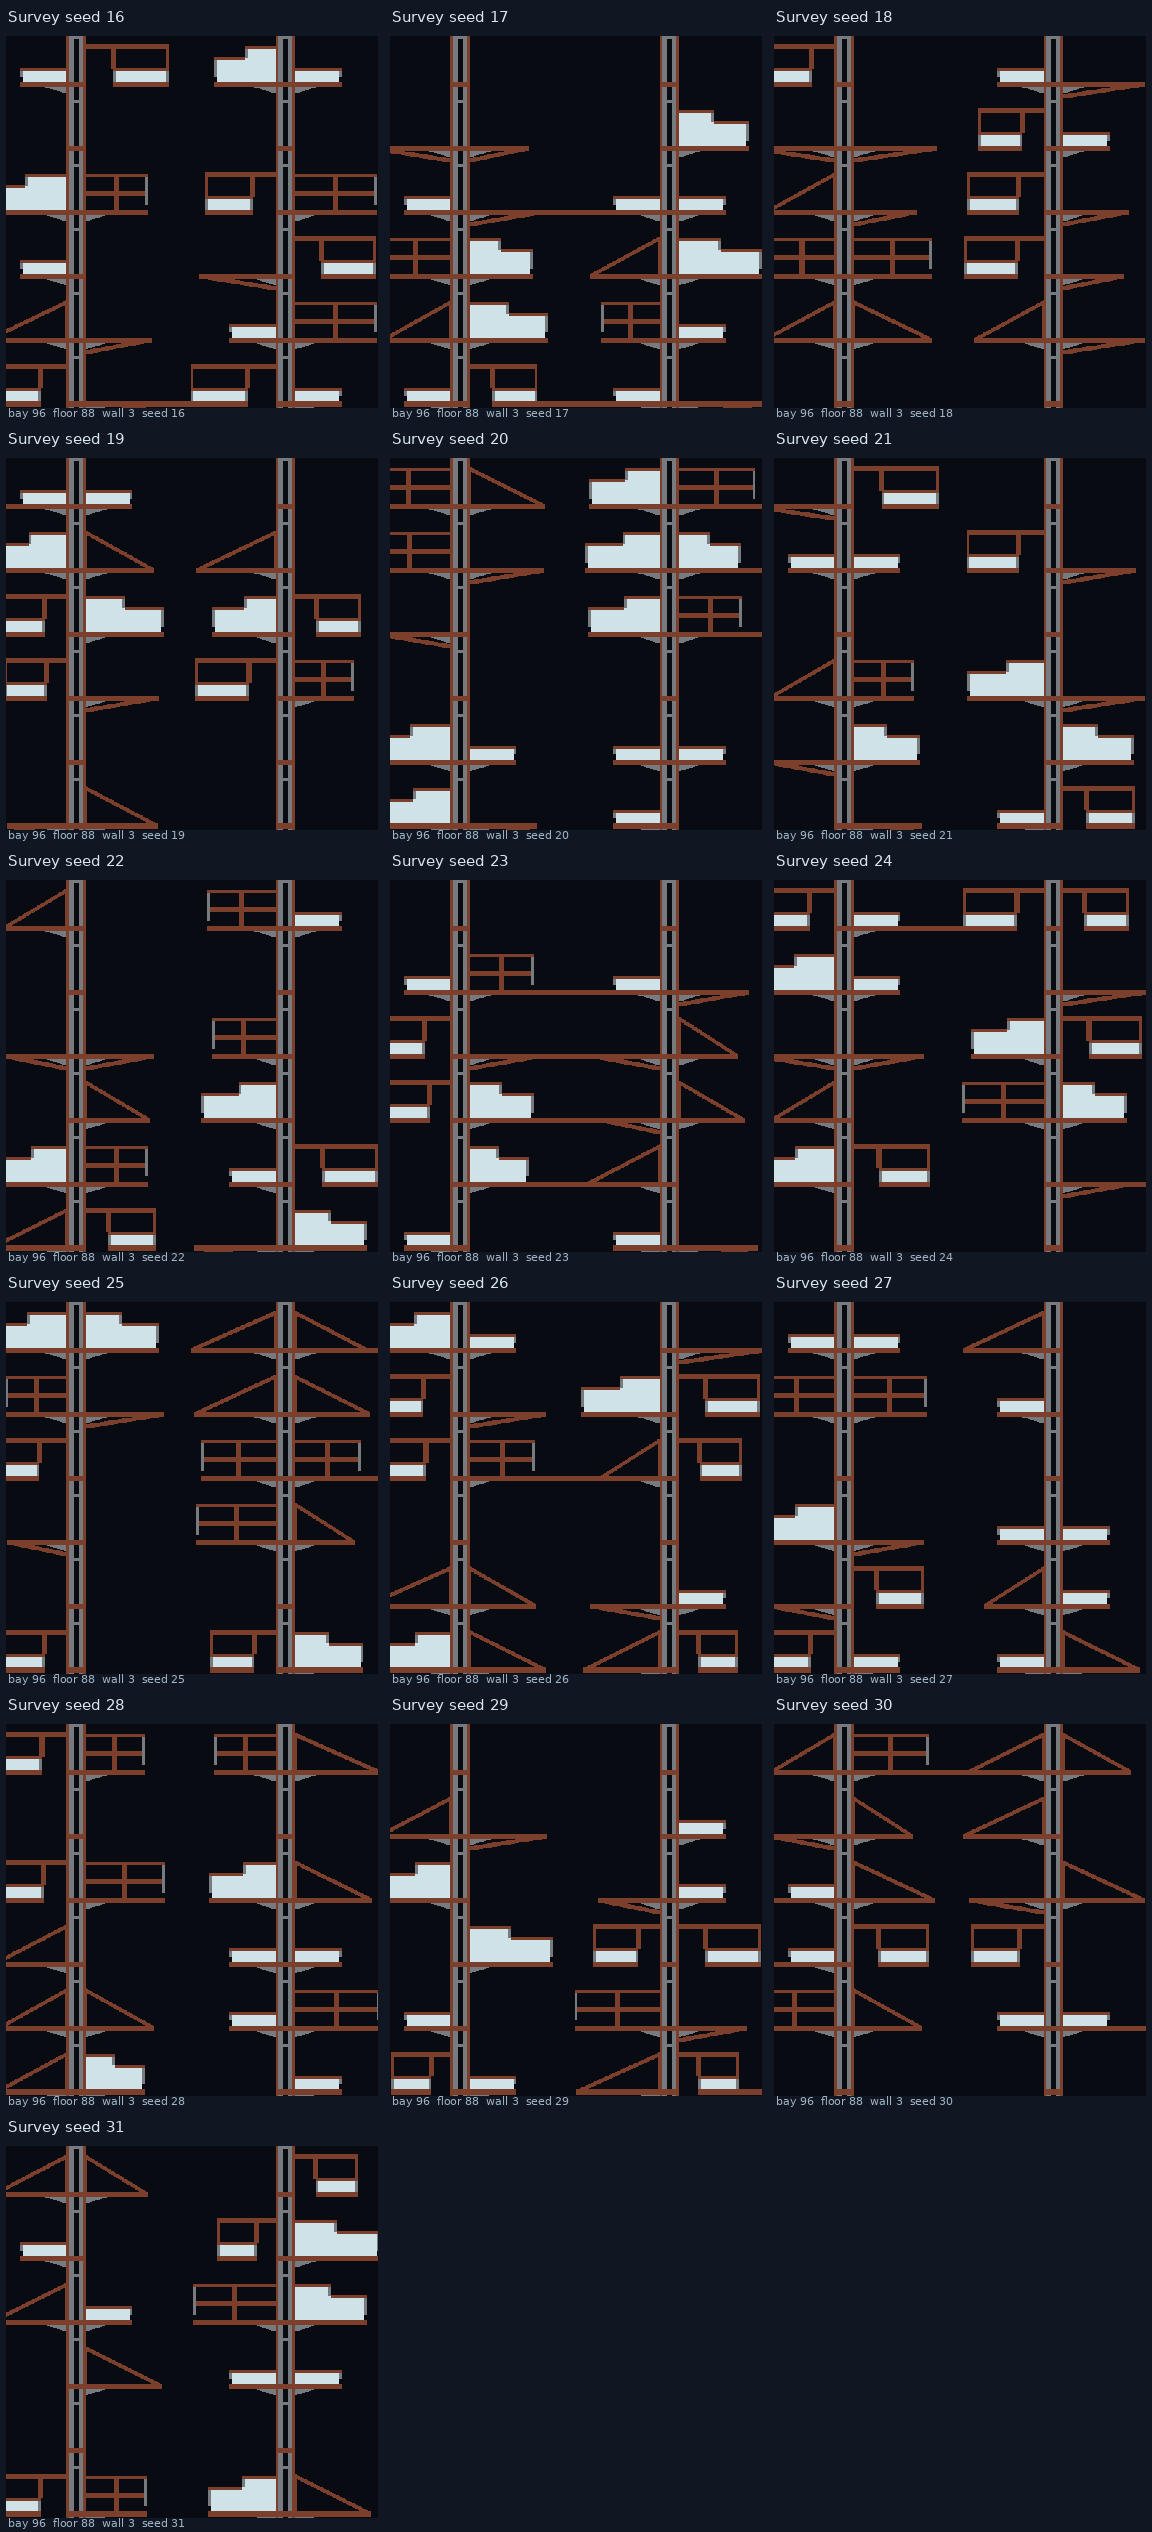 Survey seed 16
Survey seed 17
Survey seed 18
bay 96 floor 88 wall 3 seed 16
bay 96 floor 88 wall 3 seed 17
bay 96 floor 88 wall 3 seed 18
Survey seed 19
Survey seed 20
Survey seed 21
bay 96 floor 88 wall 3 seed 19
bay 96 floor 88 wall 3 seed 20
bay 96 floor 88 wall 3 seed 21
Survey seed 22
Survey seed 23
Survey seed 24
bay 96 floor 88 wall 3 seed 22
bay 96 floor 88 wall 3 seed 23
bay 96 floor 88 wall 3 seed 24
Survey seed 25
Survey seed 26
Survey seed 27
bay 96 floor 88 wall 3 seed 25
bay 96 floor 88 wall 3 seed 26
bay 96 floor 88 wall 3 seed 27
Survey seed 28
Survey seed 29
Survey seed 30
bay 96 floor 88 wall 3 seed 28
bay 96 floor 88 wall 3 seed 29
bay 96 floor 88 wall 3 seed 30
Survey seed 31
bay 96 floor 88 wall 3 seed 31